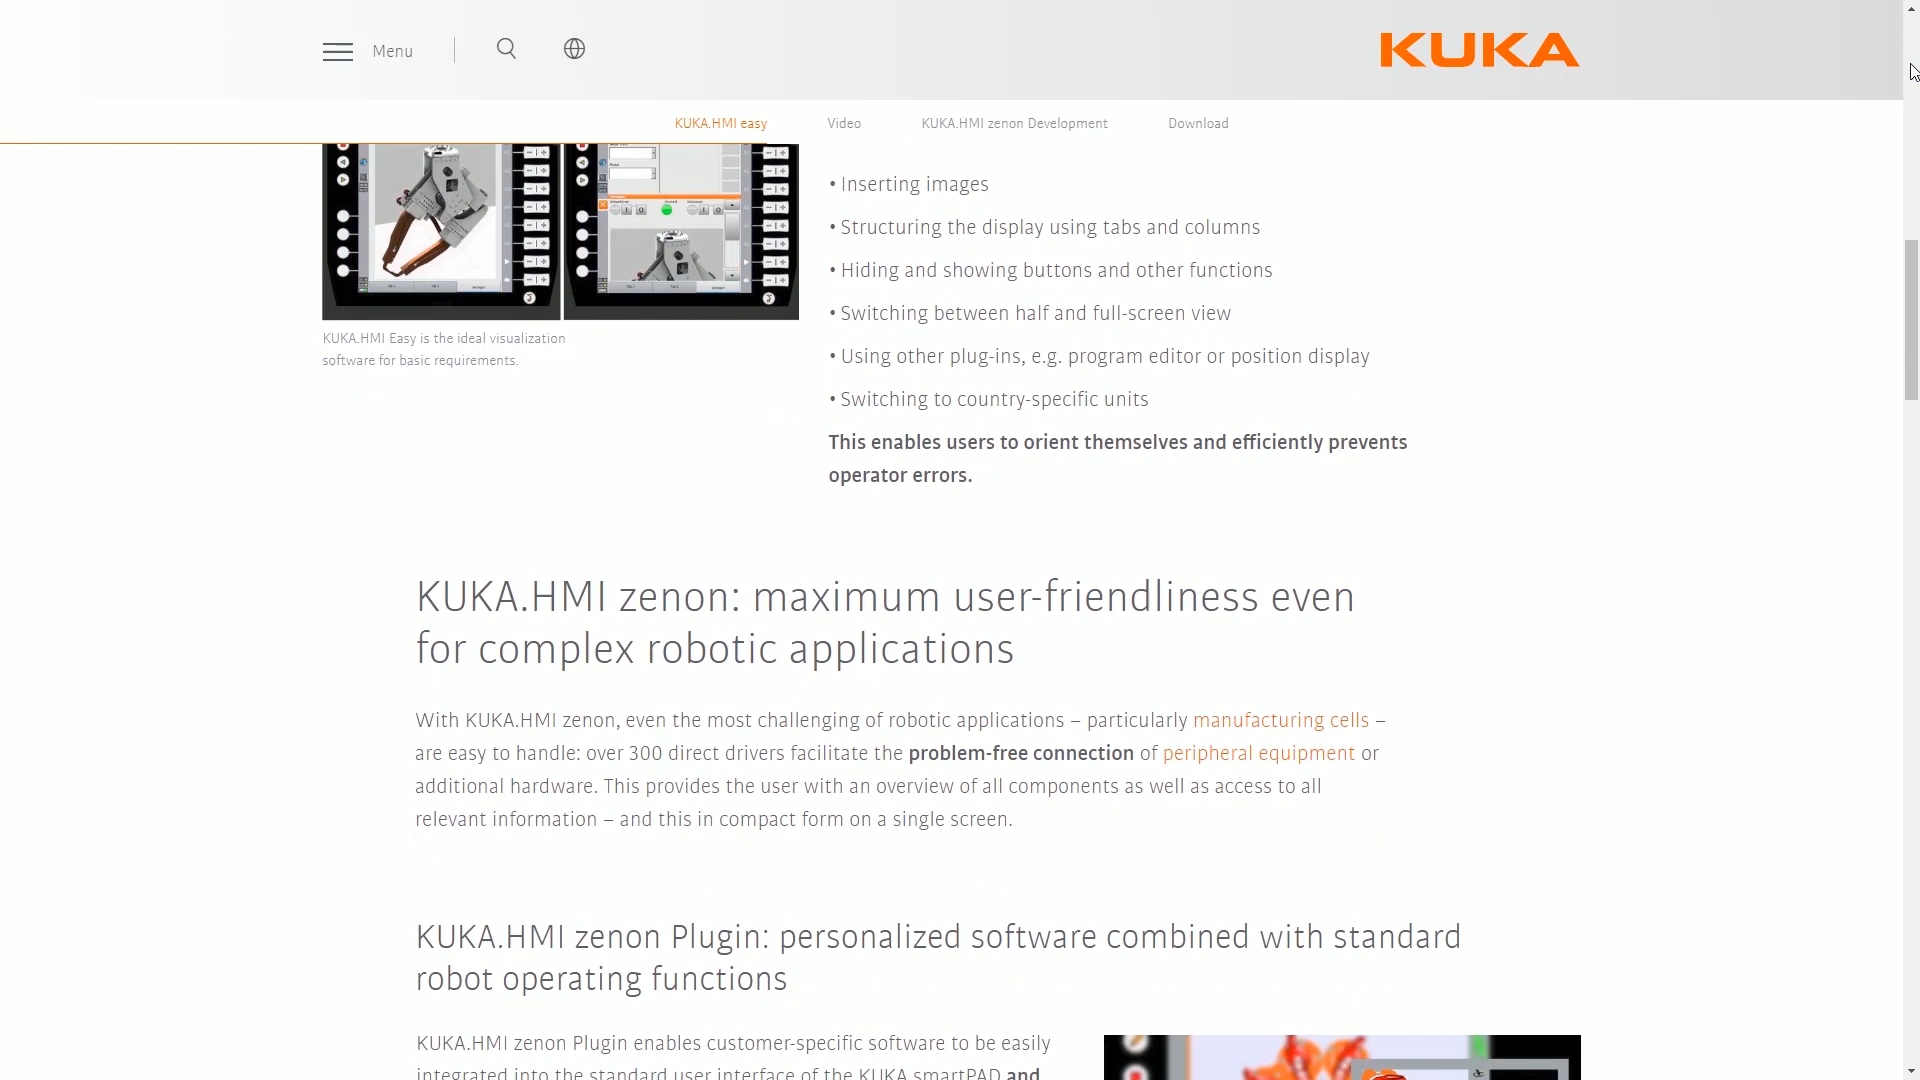 Menu
KUKA
KUKA.HMI easy
Video
KUKA.HMI zenon Development
Download
• Inserting images
• Structuring the display using tabs and columns
• Hiding and showing buttons and other functions
• Switching between half and full-screen view
• Using other plug-ins, e.g. program editor or position display
• Switching to country-specific units
This enables users to orient themselves and efficiently prevents
operator errors.
KUKA.HMI Easy is the ideal visualization
software for basic requirements.
KUKA.HMI zenon: maximum user-friendliness even
for complex robotic applications
With KUKA.HMI zenon, even the most challenging of robotic applications – particularly manufacturing cells –
are easy to handle: over 300 direct drivers facilitate the problem-free connection of peripheral equipment or
additional hardware. This provides the user with an overview of all components as well as access to all
relevant information – and this in compact form on a single screen.
KUKA.HMI zenon Plugin: personalized software combined with standard
robot operating functions
KUKA.HMI zenon Plugin enables customer-specific software to be easily
integrated into the standard user interface of the KUKA smartPAD and